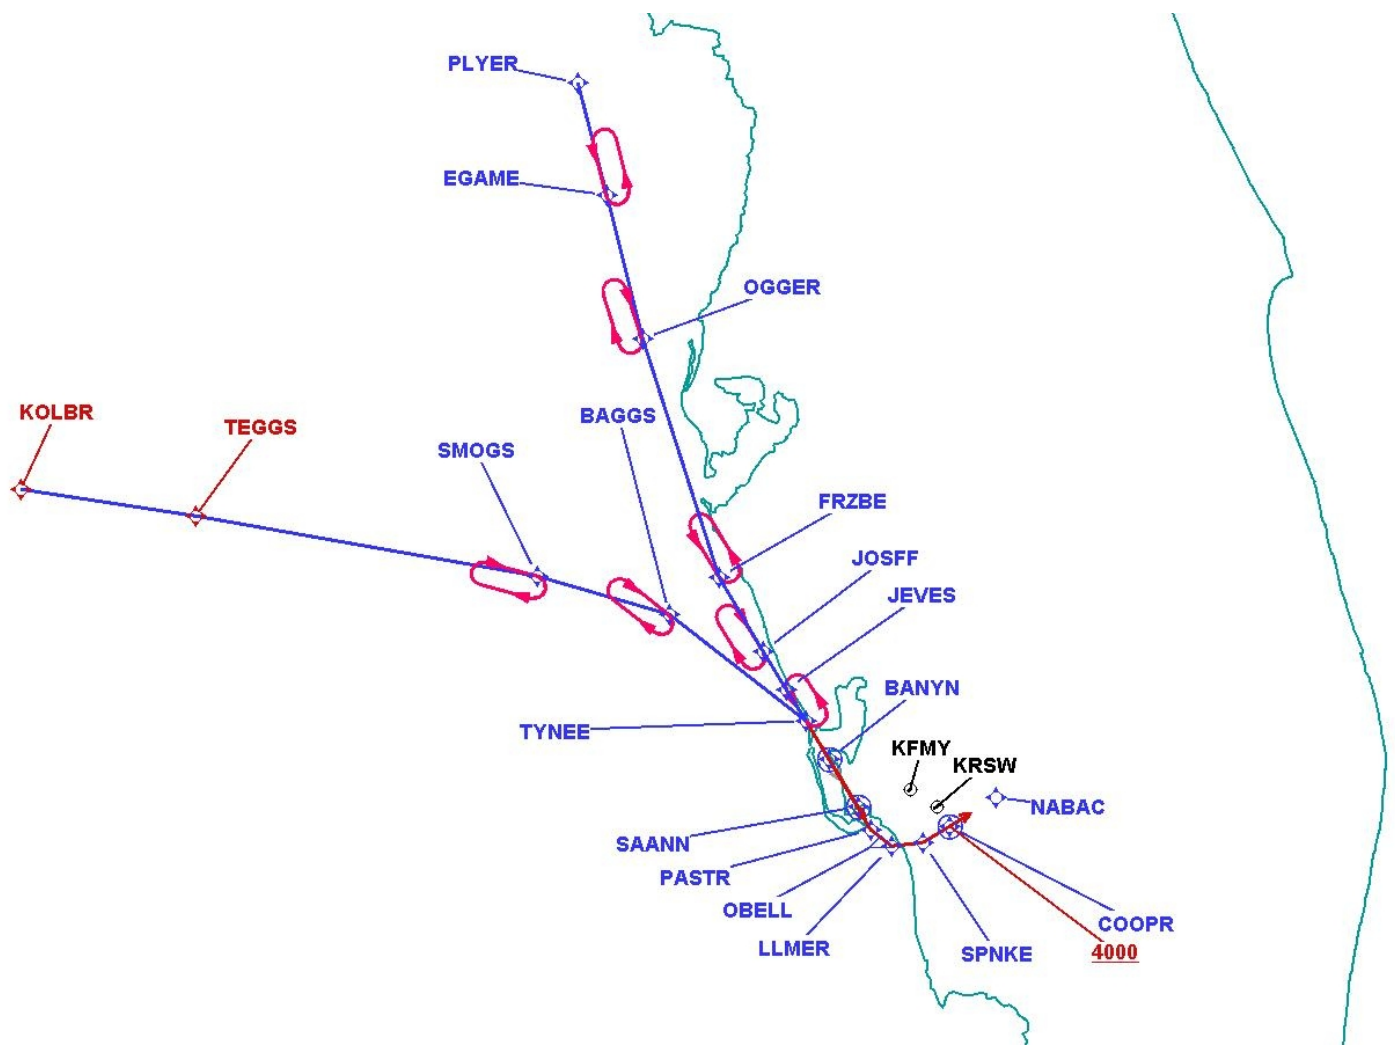 PLYER
EGAME
OGGER
KOLBR
TEGGS
BAGGS
SMOGS
FRZBE
JOSFF
JEVES
BANYN
TYNEE
KFMY
KRSW
NABAC
SAANN
PASTR
OBELL
COOPR
LLMER
SPNKE
4000